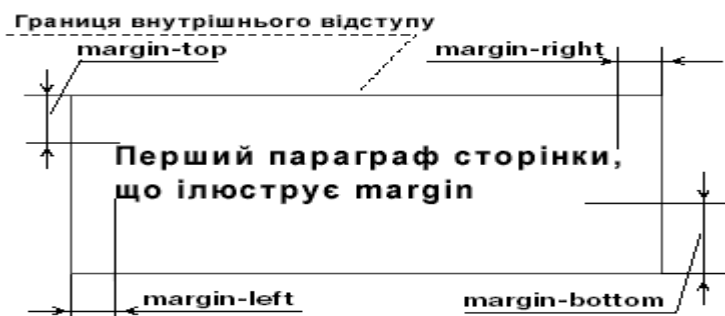 Границя внутрішнього відступу
margin-top
margin-right
Перший параграф сторінки,
що ілюструє margin
margin-left
margin-bottom